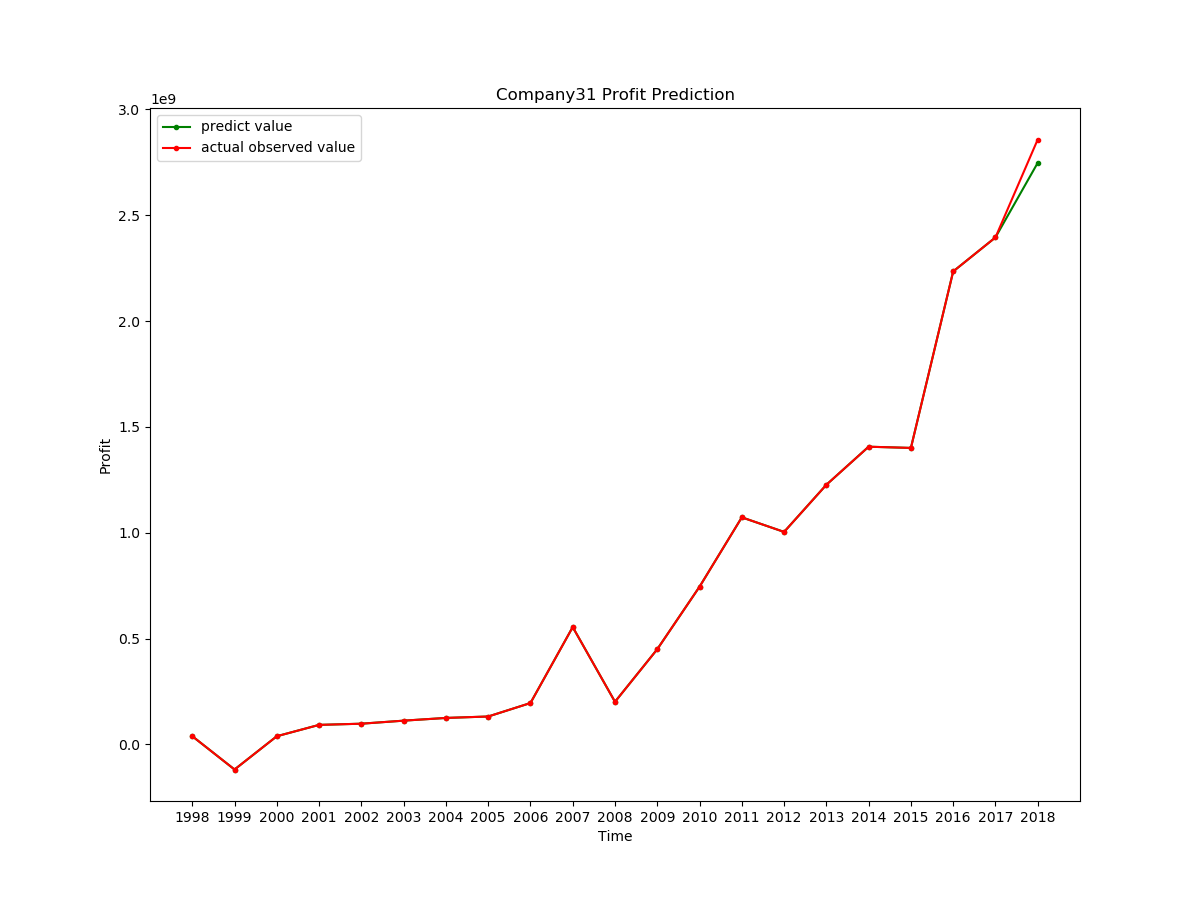 Company31 Profit Prediction
1e9
predict value
actual observed value
3.0
2.5
2.0
1.5
1.0
0.5
0.0
Profit
1998 1999 2000 2001 2002 2003 2004 2005 2006 2007 2008 2009 2010 2011 2012 2013 2014 2015 2016 2017 2018
Time